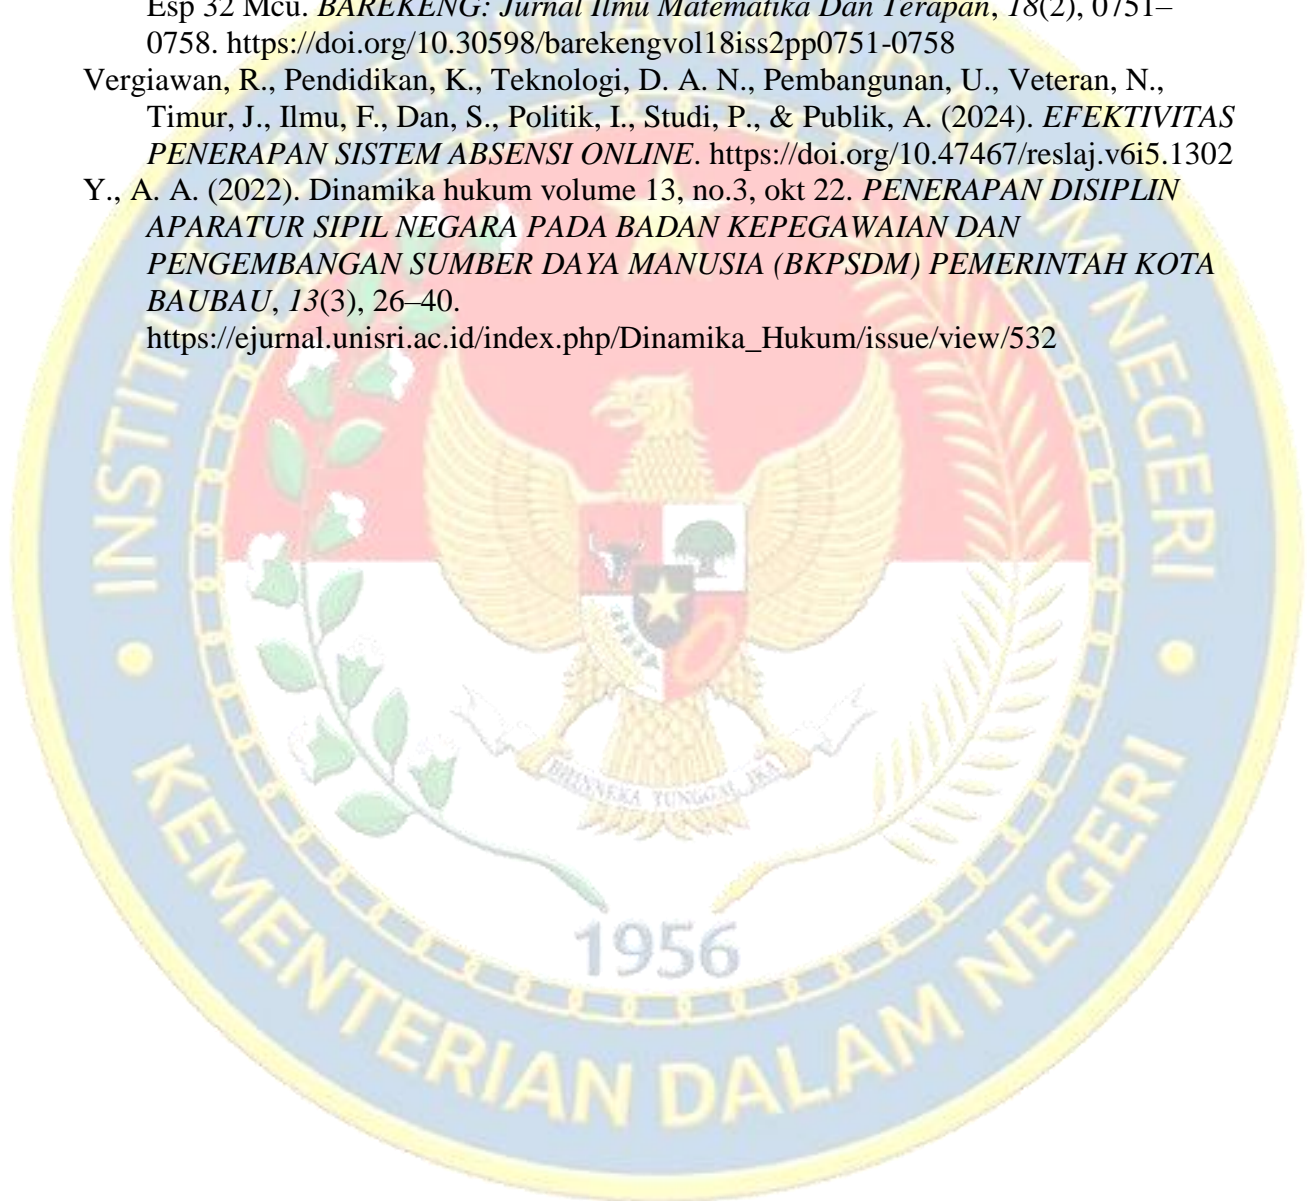 Esp 32 Mcu. BAREKENG: Jurnal Ilmu Matematika Dan Terapan, 18(2), 0751–
0758. https://doi.org/10.30598/barekengvol18iss2pp0751-0758
Vergiawan, R., Pendidikan, K., Teknologi, D. A. N., Pembangunan, U., Veteran, N.,
Timur, J., Ilmu, F., Dan, S., Politik, I., Studi, P., & Publik, A. (2024). EFEKTIVITAS
PENERAPAN SISTEM ABSENSI ONLINE. https://doi.org/10.47467/reslaj.v6i5.1302
Y., A. A. (2022). Dinamika hukum volume 13, no.3, okt 22. PENERAPAN DISIPLIN
APARATUR SIPIL NEGARA PADA BADAN KEPEGAWAIAN DAN
PENGEMBANGAN SUMBER DAYA MANUSIA (BKPSDM) PEMERINTAH KOTA
BAUBAU, 13(3), 26–40.
https://ejurnal.unisri.ac.id/index.php/Dinamika_Hukum/issue/view/532
INSTITUT PEMERINTAHAN DALAM NEGERI
BHINNEKA TUNGGAL IKA
1956
KEMENTERIAN DALAM NEGERI